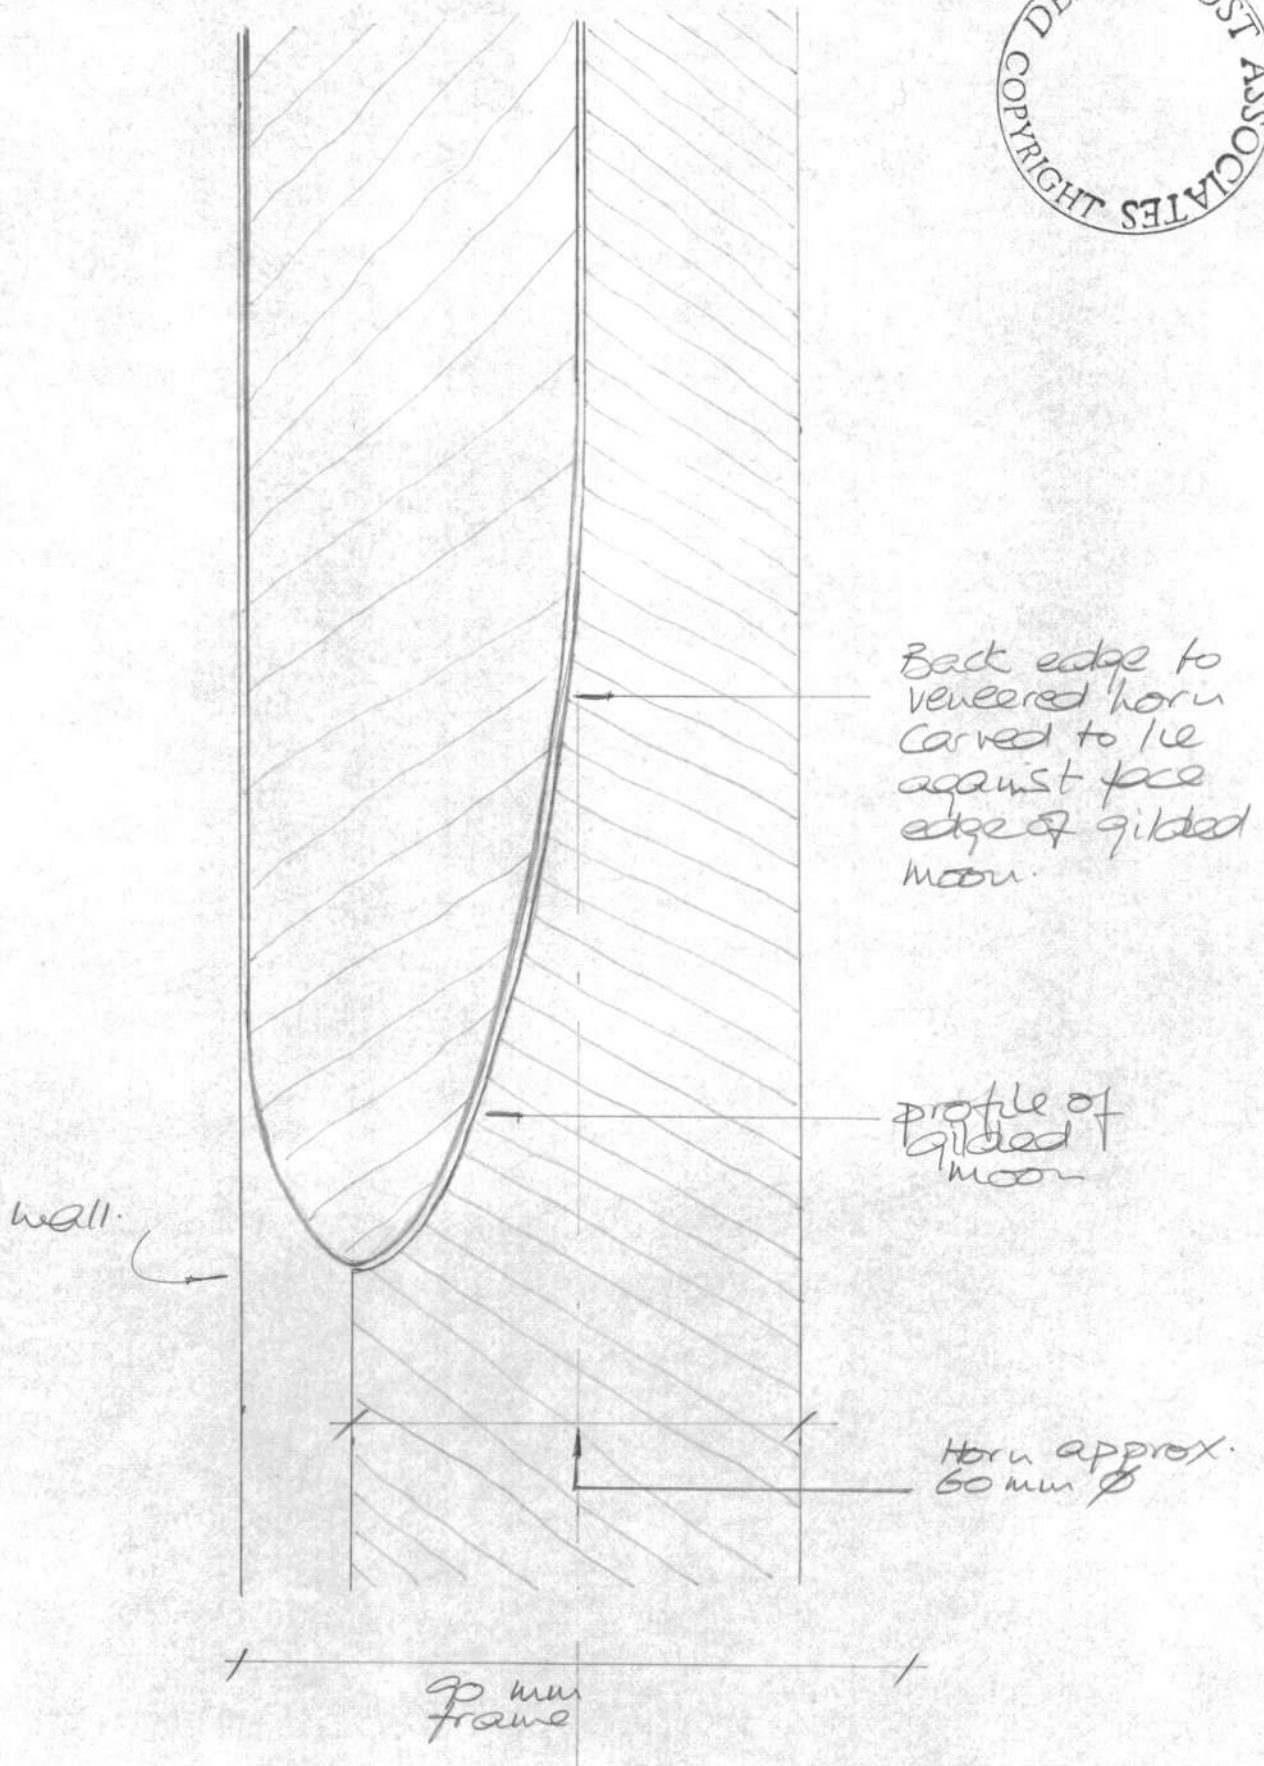 COPYRIGHT
ASSOCIATES
Back edge to
veneered horn
carved to lie
against face
edge of gilded
moon.
profile of
gilded
moon
wall.
Horn approx.
60 mm Ø
90 mm
frame